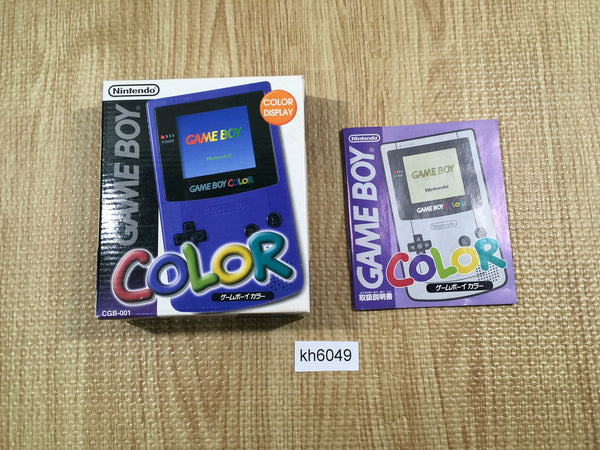 Nintendo
GAME BOY
COLOR
DISPLAY
POWER
GAME BOY
Nintendo
GAME BOY COLOR
Nintendo
COLOR
ゲームボーイ カラー
CGB-001
Nintendo
GAME BOY
GAME BOY
Nintendo
GAME BOY COLOR
Nintendo
COLOR
ゲームボーイ カラー
取扱説明書
kh6049